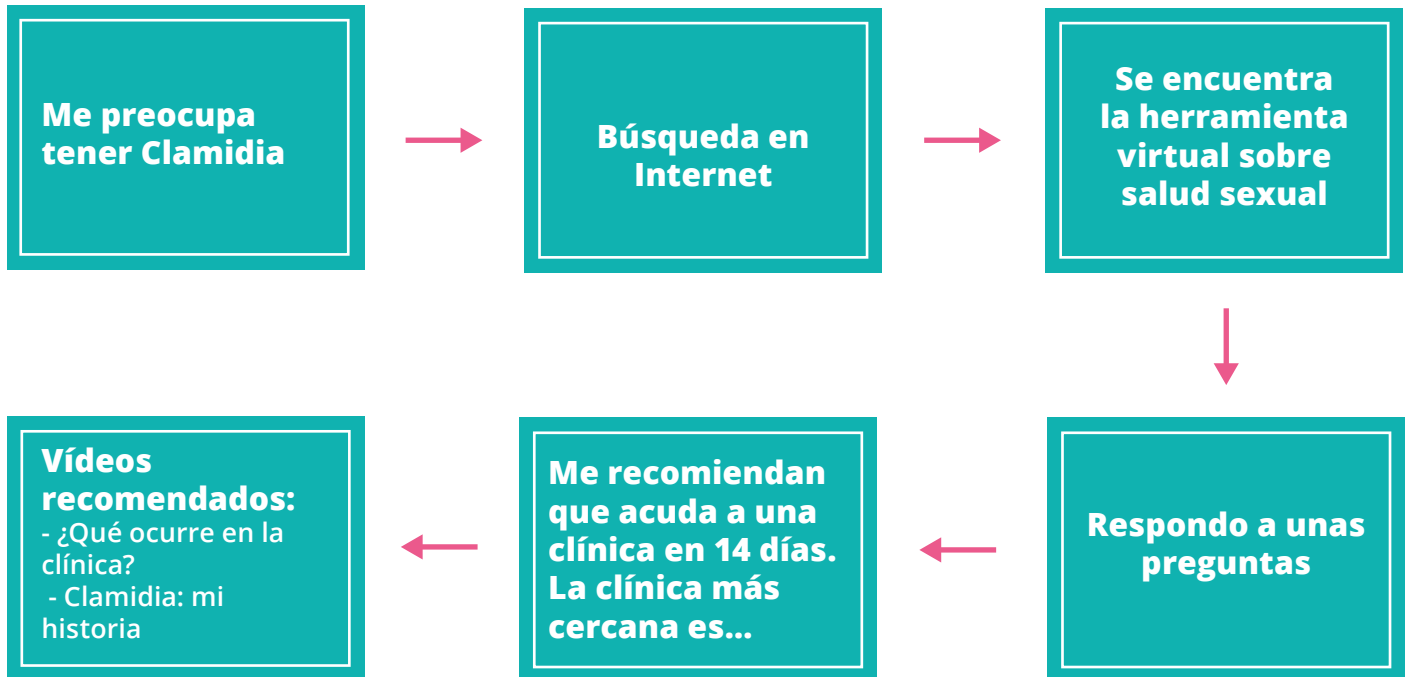 Me preocupa
tener Clamidia
Búsqueda en
Internet
Se encuentra
la herramienta
virtual sobre
salud sexual
Respondo a unas
preguntas
Me recomiendan
que acuda a una
clínica en 14 días.
La clínica más
cercana es...
Vídeos
recomendados:
- ¿Qué ocurre en la
clínica?
- Clamidia: mi
historia